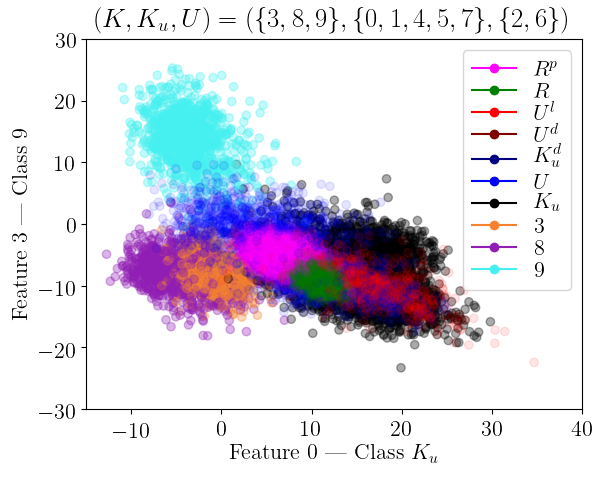 (K, K_u, U) = ({3, 8, 9}, {0, 1, 4, 5, 7}, {2, 6})
30
20
10
0
−10
−20
−30
Feature 3 — Class 9
R^p
R
U^l
U^d
K_u^d
U
K_u
3
8
9
−10
0
10
20
30
40
Feature 0 — Class K_u